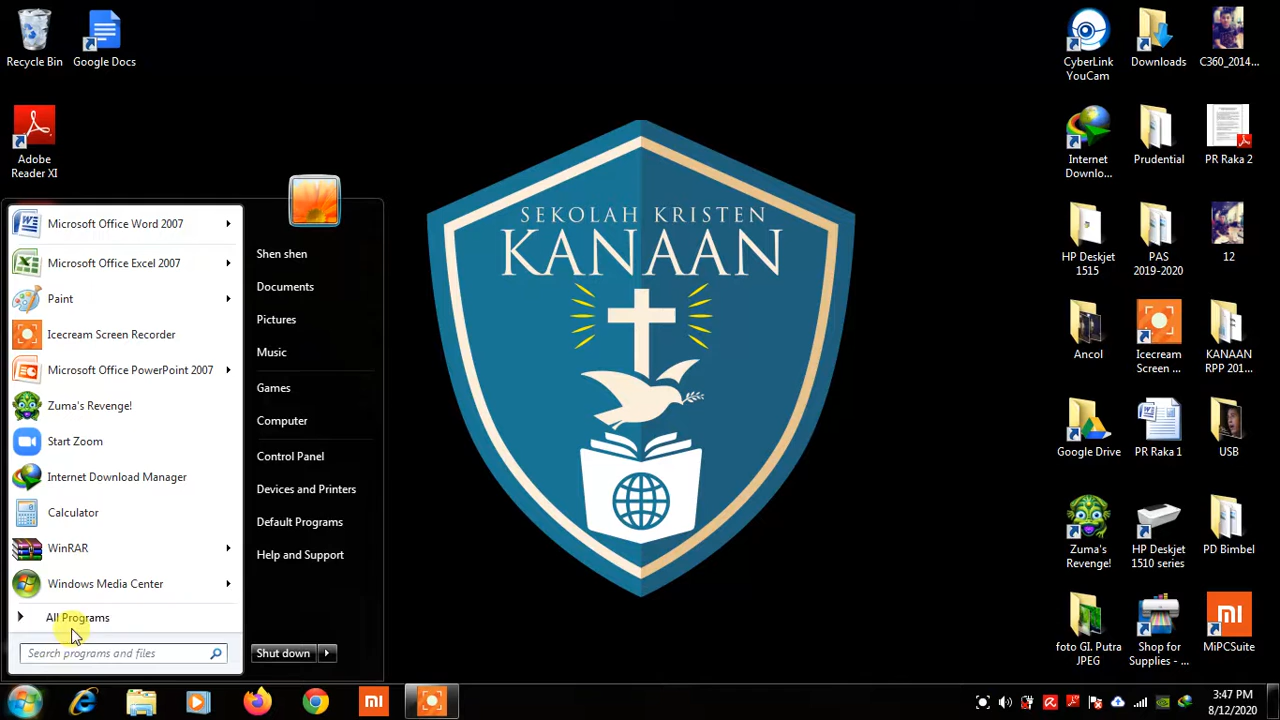 Recycle Bin
Google Docs
Adobe
Reader XI
CyberLink
YouCam
Downloads
C360_2014...
Internet
Downlo...
Prudential
PR Raka 2
HP Deskjet
1515
PAS
2019-2020
12
Ancol
Icecream
Screen ...
KANAAN
RPP 201...
Google Drive
PR Raka 1
USB
Zuma's
Revenge!
HP Deskjet
1510 series
PD Bimbel
foto GI. Putra
JPEG
Shop for
Supplies - ...
MiPCSuite
SEKOLAH KRISTEN
KANAAN
Microsoft Office Word 2007
Microsoft Office Excel 2007
Paint
Icecream Screen Recorder
Microsoft Office PowerPoint 2007
Zuma's Revenge!
Start Zoom
Internet Download Manager
Calculator
WinRAR
Windows Media Center
All Programs
Search programs and files
Shen shen
Documents
Pictures
Music
Games
Computer
Control Panel
Devices and Printers
Default Programs
Help and Support
Shut down
3:47 PM
8/12/2020